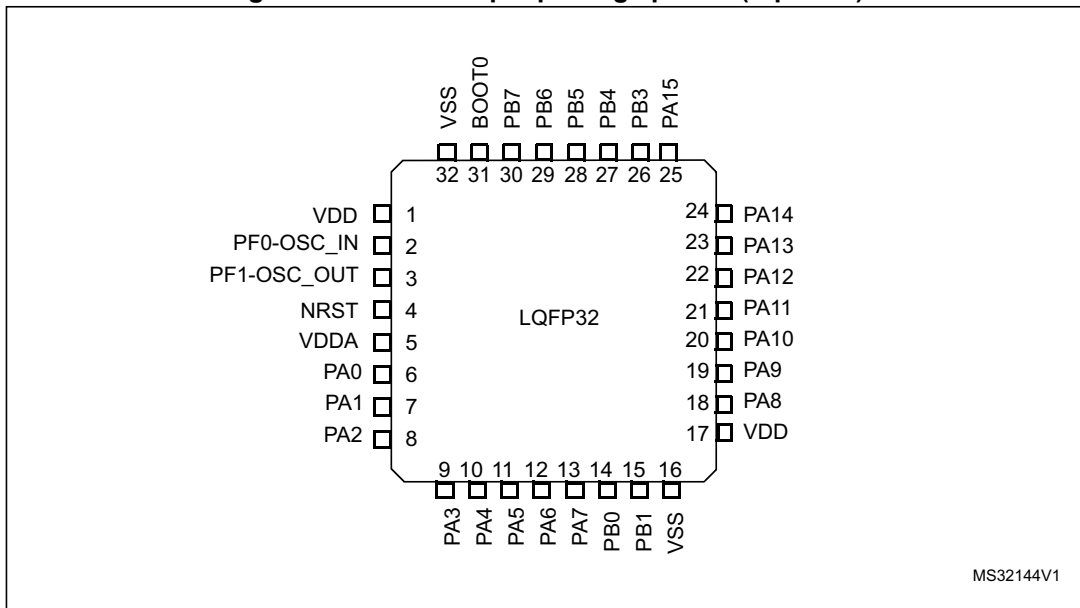 VSS
BOOT0
PB7
PB6
PB5
PB4
PB3
PA15
32 31 30 29 28 27 26 25
VDD 1
PF0-OSC_IN 2
PF1-OSC_OUT 3
NRST 4
VDDA 5
PA0 6
PA1 7
PA2 8
LQFP32
24 PA14
23 PA13
22 PA12
21 PA11
20 PA10
19 PA9
18 PA8
17 VDD
9 10 11 12 13 14 15 16
PA3
PA4
PA5
PA6
PA7
PB0
PB1
VSS
MS32144V1